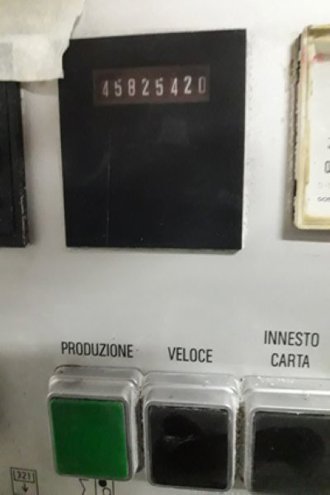 45825420
PRODUZIONE
VELOCE
INNESTO
CARTA